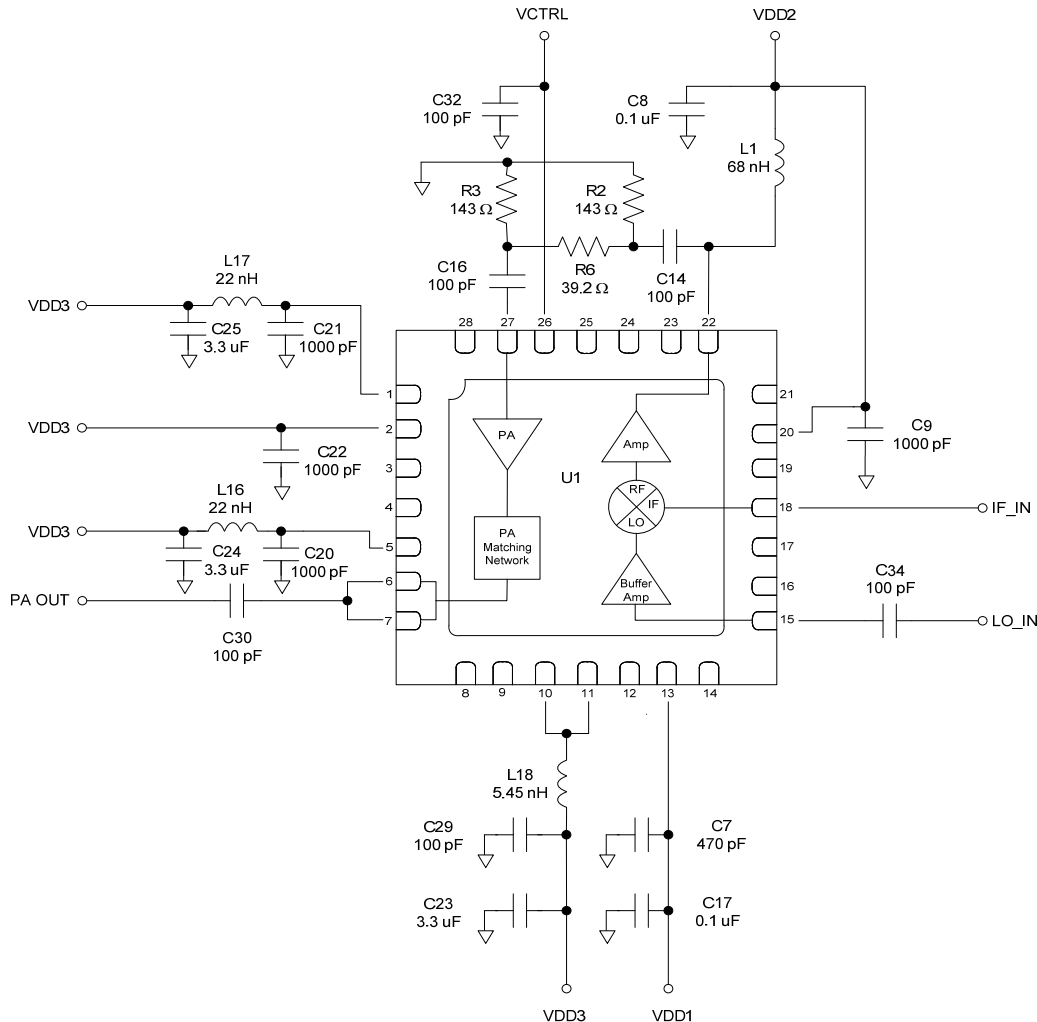 VCTRL
VDD2
C32
100 pF
C8
0.1 uF
L1
68 nH
R3
143 Ω
R2
143 Ω
C16
100 pF
R6
39.2 Ω
C14
100 pF
L17
22 nH
VDD3
C25
3.3 uF
C21
1000 pF
28
27
26
25
24
23
22
1
21
VDD3
2
20
C9
1000 pF
PA
Amp
C22
1000 pF
3
19
U1
L16
22 nH
RF
IF
LO
4
18
IF_IN
VDD3
C24
3.3 uF
C20
1000 pF
5
17
PA
Matching
Network
6
16
Buffer
Amp
C34
100 pF
PA OUT
7
15
LO_IN
C30
100 pF
8
9
10
11
12
13
14
L18
5.45 nH
C29
100 pF
C7
470 pF
C23
3.3 uF
C17
0.1 uF
VDD3
VDD1